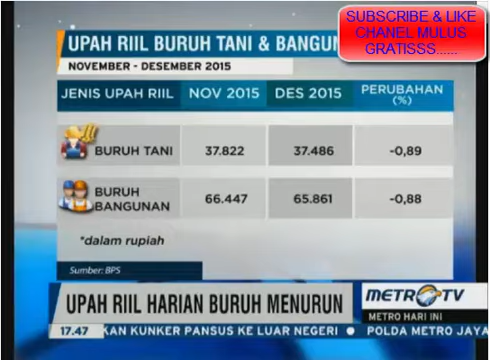 SUBSCRIBE & LIKE
CHANEL MULUS
GRATISSS......
UPAH RIIL BURUH TANI &
NOVEMBER - DESEMBER 2015
JENIS UPAH RIIL NOV 2015 DES 2015 PERUBAHAN
(%)
BURUH TANI 37.822 37.486 -0,89
BURUH
BANGUNAN 66.447 65.861 -0,88
*dalam rupiah
Sumber: BPS
UPAH RIIL HARIAN BURUH MENURUN
METRO TV
METRO HARI INI
17.47 KAN KUNKER PANSUS KE LUAR NEGERI POLDA METRO JAYA